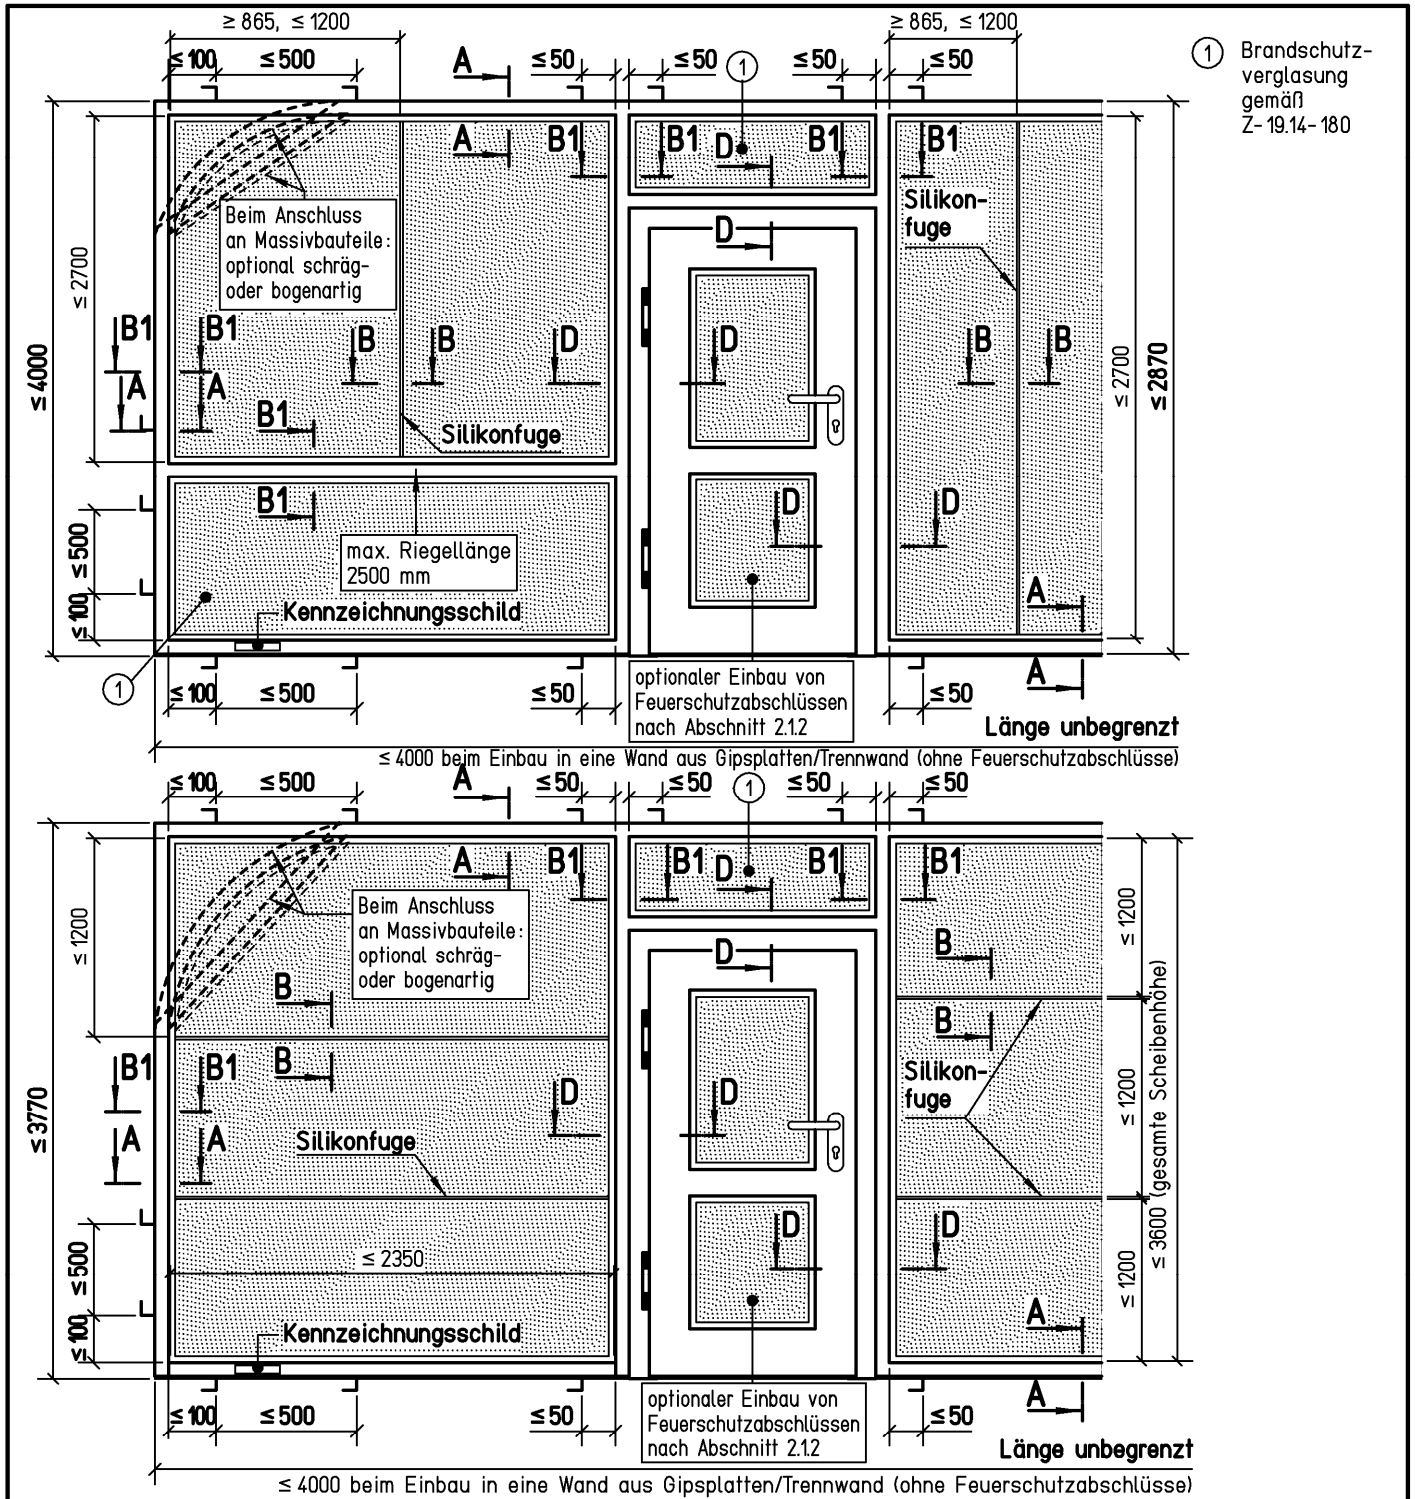 ≥ 865, ≤ 1200
≥ 865, ≤ 1200
≤ 100 ≤ 500 A ≤ 50 ≤ 50 1 ≤ 50 ≤ 50
1 Brandschutz-
verglasung
gemäß
Z-19.14-180
A B1 B1 D B1 B1
Beim Anschluss
an Massivbauteile:
optional schräg-
oder bogenartig
D
Silikon-
fuge
≤ 2700
≤ 4000
B1 B1 B B D D B B
A A
B1
Silikonfuge
≤ 2700
≤ 2870
B1 D D
max. Riegellänge
2500 mm
≤ 500
≤ 100
Kennzeichnungsschild
A
1
≤ 100 ≤ 500 ≤ 50
optionaler Einbau von
Feuerschutzabschlüssen
nach Abschnitt 2.1.2
≤ 50 A
Länge unbegrenzt
≤ 4000 beim Einbau in eine Wand aus Gipsplatten/Trennwand (ohne Feuerschutzabschlüsse)
≤ 100 ≤ 500 A ≤ 50 ≤ 50 1 ≤ 50 ≤ 50
A B1 B1 D B1 B1
Beim Anschluss
an Massivbauteile:
optional schräg-
oder bogenartig
D
≤ 1200
≤ 1200
B
B
B
B
≤ 3770
B1 B1
D D
A A
Silikonfuge
Silikon-
fuge
≤ 1200
≤ 3600 (gesamte Scheibenhöhe)
D D
≤ 2350
≤ 500
≤ 100
≤ 1200
Kennzeichnungsschild
A
≤ 100 ≤ 500 ≤ 50
optionaler Einbau von
Feuerschutzabschlüssen
nach Abschnitt 2.1.2
≤ 50 A
Länge unbegrenzt
≤ 4000 beim Einbau in eine Wand aus Gipsplatten/Trennwand (ohne Feuerschutzabschlüsse)